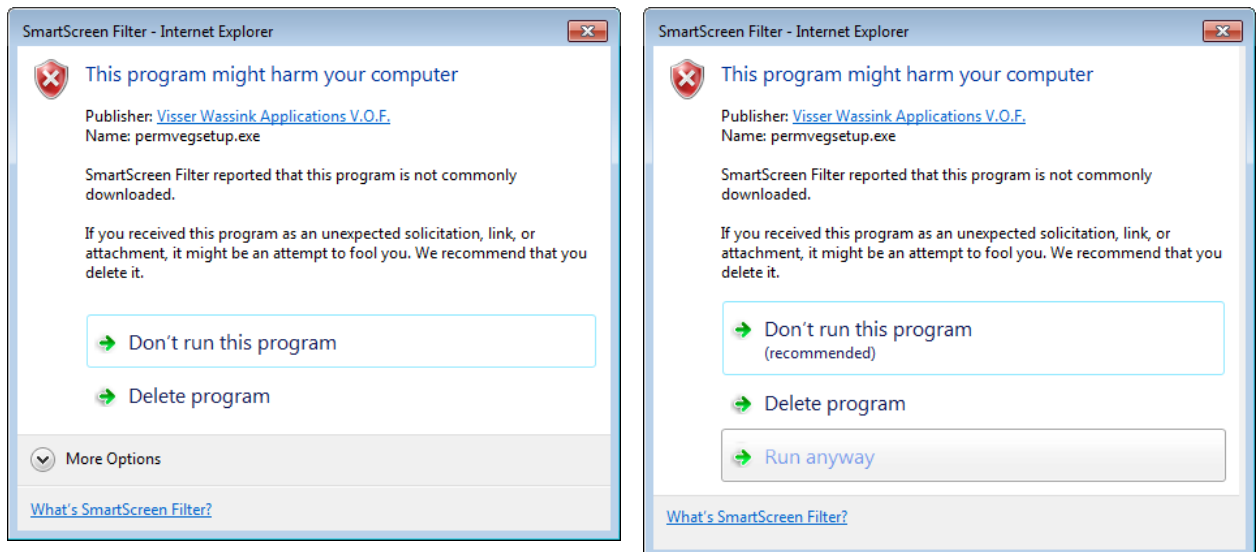 SmartScreen Filter - Internet Explorer
This program might harm your computer
Publisher: Visser Wassink Applications V.O.F.
Name: permvegsetup.exe
SmartScreen Filter reported that this program is not commonly
downloaded.
If you received this program as an unexpected solicitation, link, or
attachment, it might be an attempt to fool you. We recommend that you
delete it.
Don't run this program
Delete program
More Options
What's SmartScreen Filter?
SmartScreen Filter - Internet Explorer
This program might harm your computer
Publisher: Visser Wassink Applications V.O.F.
Name: permvegsetup.exe
SmartScreen Filter reported that this program is not commonly
downloaded.
If you received this program as an unexpected solicitation, link, or
attachment, it might be an attempt to fool you. We recommend that you
delete it.
Don't run this program
(recommended)
Delete program
Run anyway
What's SmartScreen Filter?